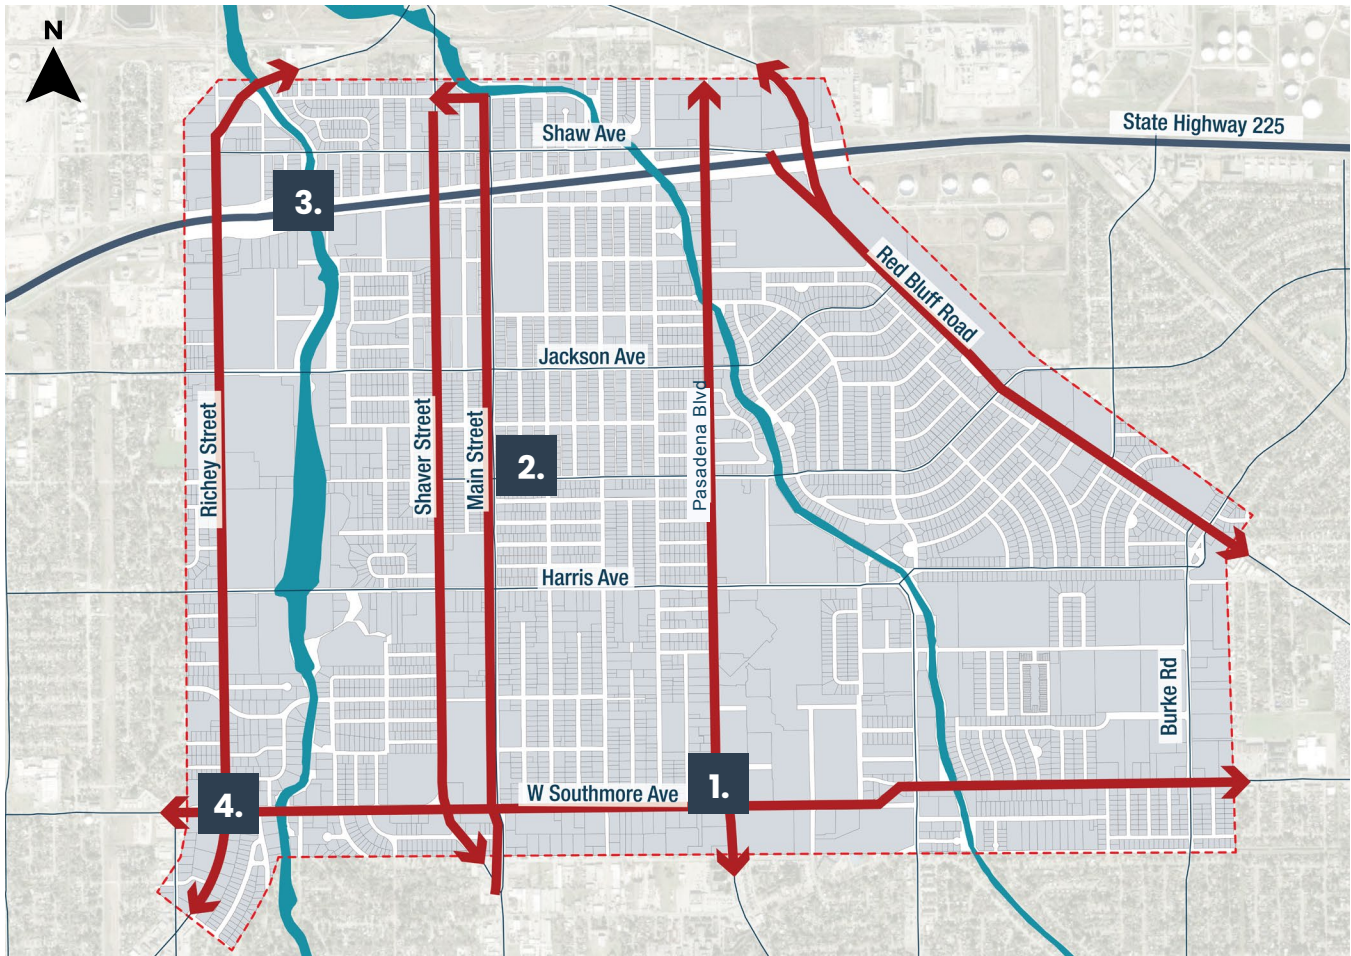 N
State Highway 225
Shaw Ave
3.
Red Bluff Road
Jackson Ave
Richey Street
Shaver Street
Main Street
Pasadena Blvd
2.
Harris Ave
Burke Rd
W Southmore Ave
1.
4.